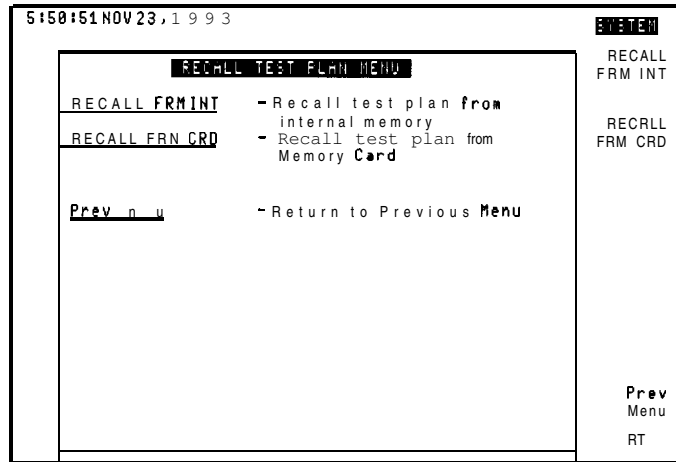 5:50:51 NOV 23, 1993
SYSTEM
RECALL TEST PLAN MENU
RECALL
FRM INT
RECALL FRM INT - Recall test plan from
internal memory
RECALL FRN CRD - Recall test plan from
Memory Card
RECRLL
FRM CRD
Prev n u - Return to Previous Menu
Prev
Menu
RT